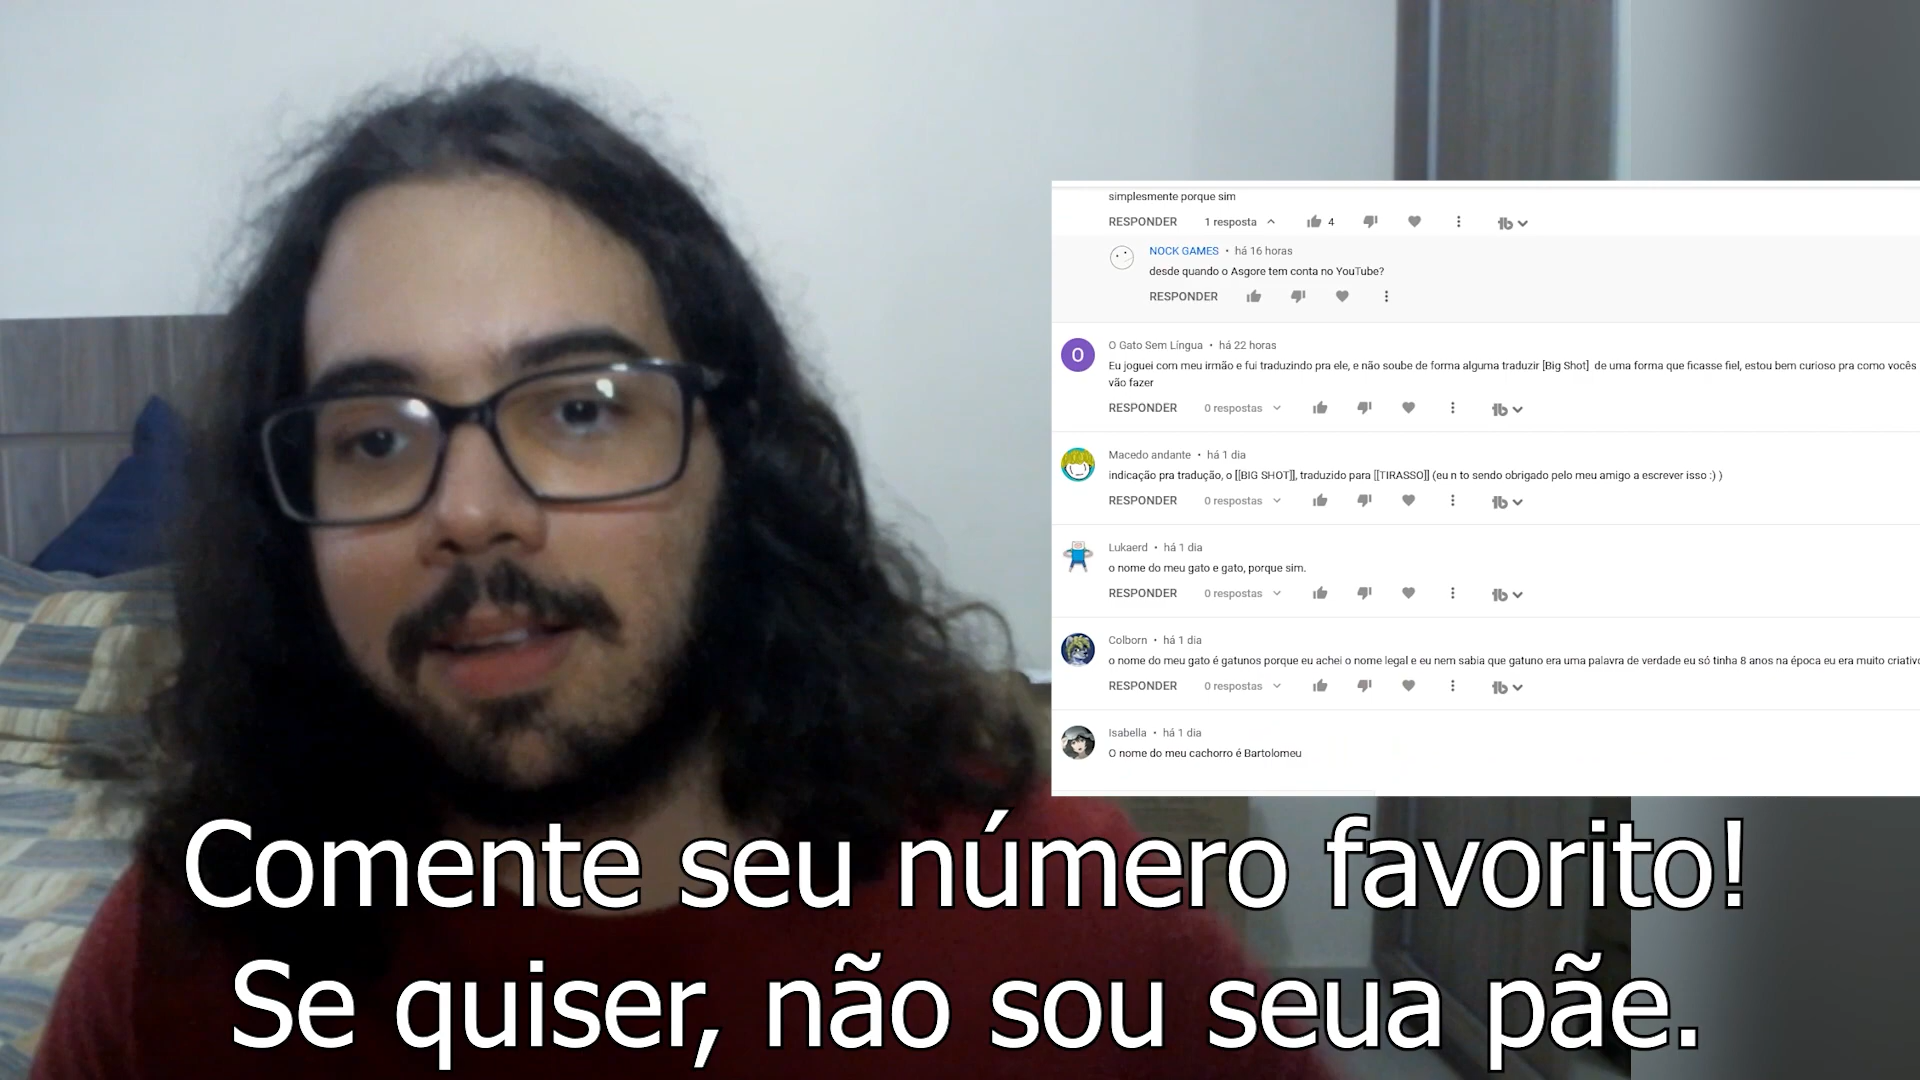 simplesmente porque sim
RESPONDER 1 resposta 4
NOCK GAMES • há 16 horas
desde quando o Asgore tem conta no YouTube?
RESPONDER
O
O Gato Sem Língua • há 22 horas
Eu joguei com meu irmão e fui traduzindo pra ele, e não soube de forma alguma traduzir [Big Shot] de uma forma que ficasse fiel, estou bem curioso pra como vocês
vão fazer
RESPONDER 0 respostas
Macedo andante • há 1 dia
indicação pra tradução, o [[BIG SHOT]], traduzido para [[TIRASSO]] (eu n to sendo obrigado pelo meu amigo a escrever isso :) )
RESPONDER 0 respostas
Lukaerd • há 1 dia
o nome do meu gato e gato, porque sim.
RESPONDER 0 respostas
Colborn • há 1 dia
o nome do meu gato é gatunos porque eu achei o nome legal e eu nem sabia que gatuno era uma palavra de verdade eu só tinha 8 anos na época eu era muito criativo
RESPONDER 0 respostas
Isabella • há 1 dia
O nome do meu cachorro é Bartolomeu
Comente seu número favorito!
Se quiser, não sou seua pãe.